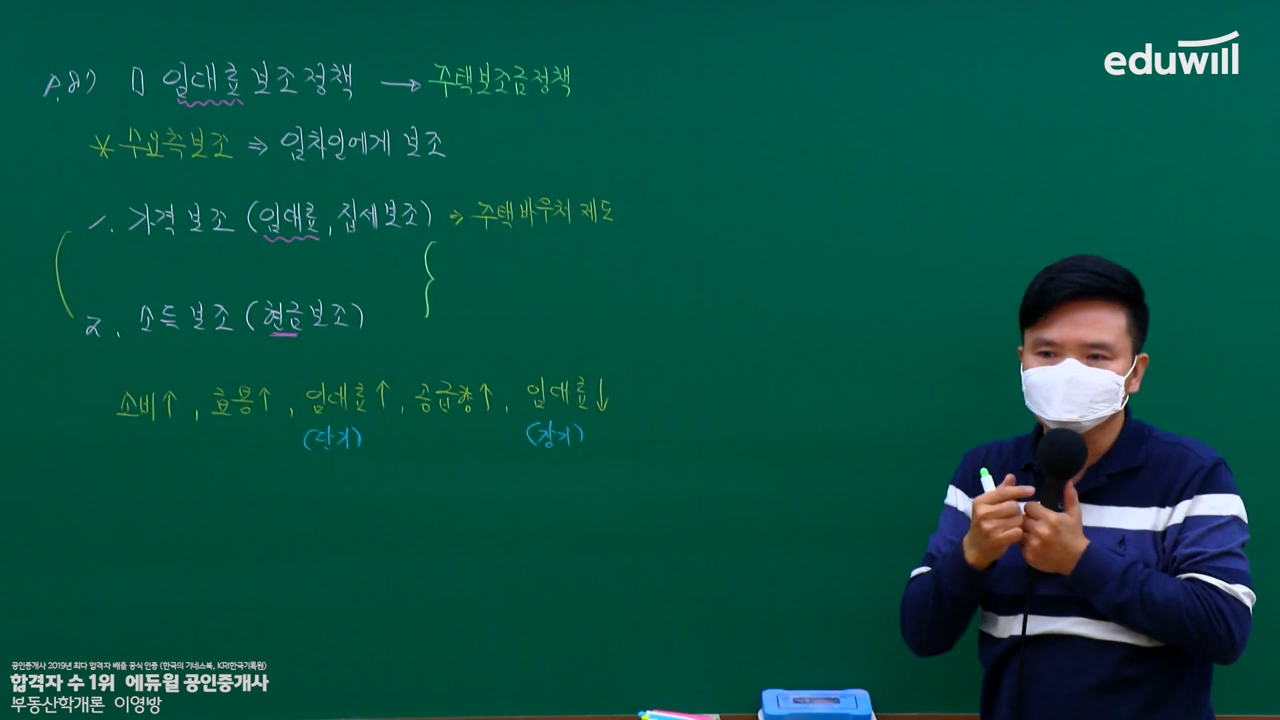 p.87 □ 임대료 보조정책 → 주택보조금정책
* 수요측보조 ⇒ 임차인에게 보조
1. 가격 보조 (임대료, 집세보조) → 주택바우처 제도
2. 소득 보조 (현금보조)
소비↑, 효용↑, 임대료↑, 공급량↑, 임대료↓
(단기) (장기)
eduwill
공인중개사 2019년 최다 합격자 배출 공식 인증 (한국의 기네스북, KRI한국기록원)
합격자 수 1위 에듀윌 공인중개사
부동산학개론 이영방